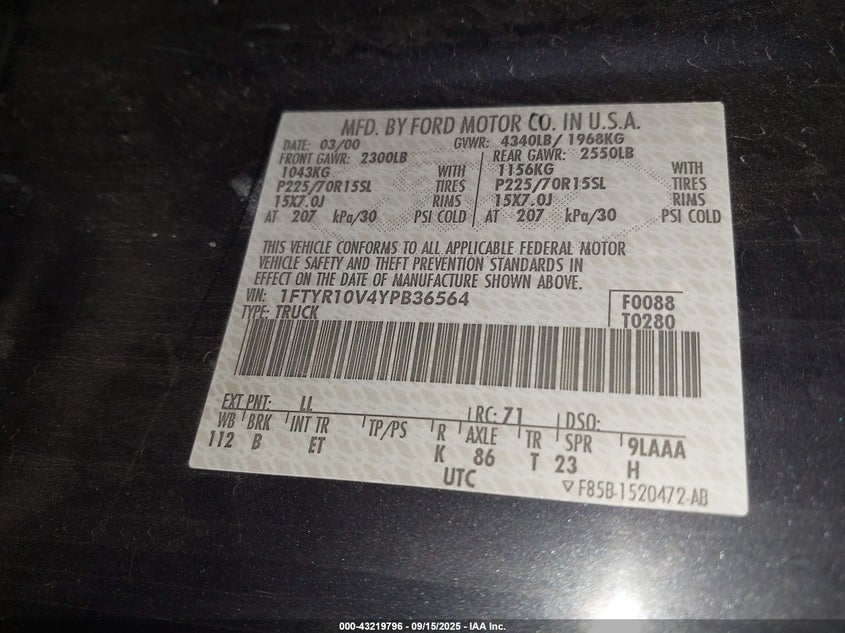 MFD. BY FORD MOTOR CO. IN U.S.A.
DATE: 03/00 GVWR: 4340LB/ 1968KG
FRONT GAWR: 2300LB REAR GAWR: 2550LB
1043KG WITH 1156KG WITH
P225/70R15SL TIRES P225/70R15SL TIRES
15X7.0J RIMS 15X7.0J RIMS
AT 207 kPa/30 PSI COLD AT 207 kPa/30 PSI COLD
THIS VEHICLE CONFORMS TO ALL APPLICABLE FEDERAL MOTOR
VEHICLE SAFETY AND THEFT PREVENTION STANDARDS IN
EFFECT ON THE DATE OF MANUFACTURE SHOWN ABOVE.
VIN: 1FTYR10V4YPB36564 F0088
TYPE: TRUCK T0280
EXT PNT: LL RC: 71 DSO:
WB BRK INT TR TP/PS R AXLE TR SPR 9LAAA
112 B ET K 86 T 23 H
UTC ▽ F85B-1520472-AB
000-43219796 - 09/15/2025 - IAA Inc.